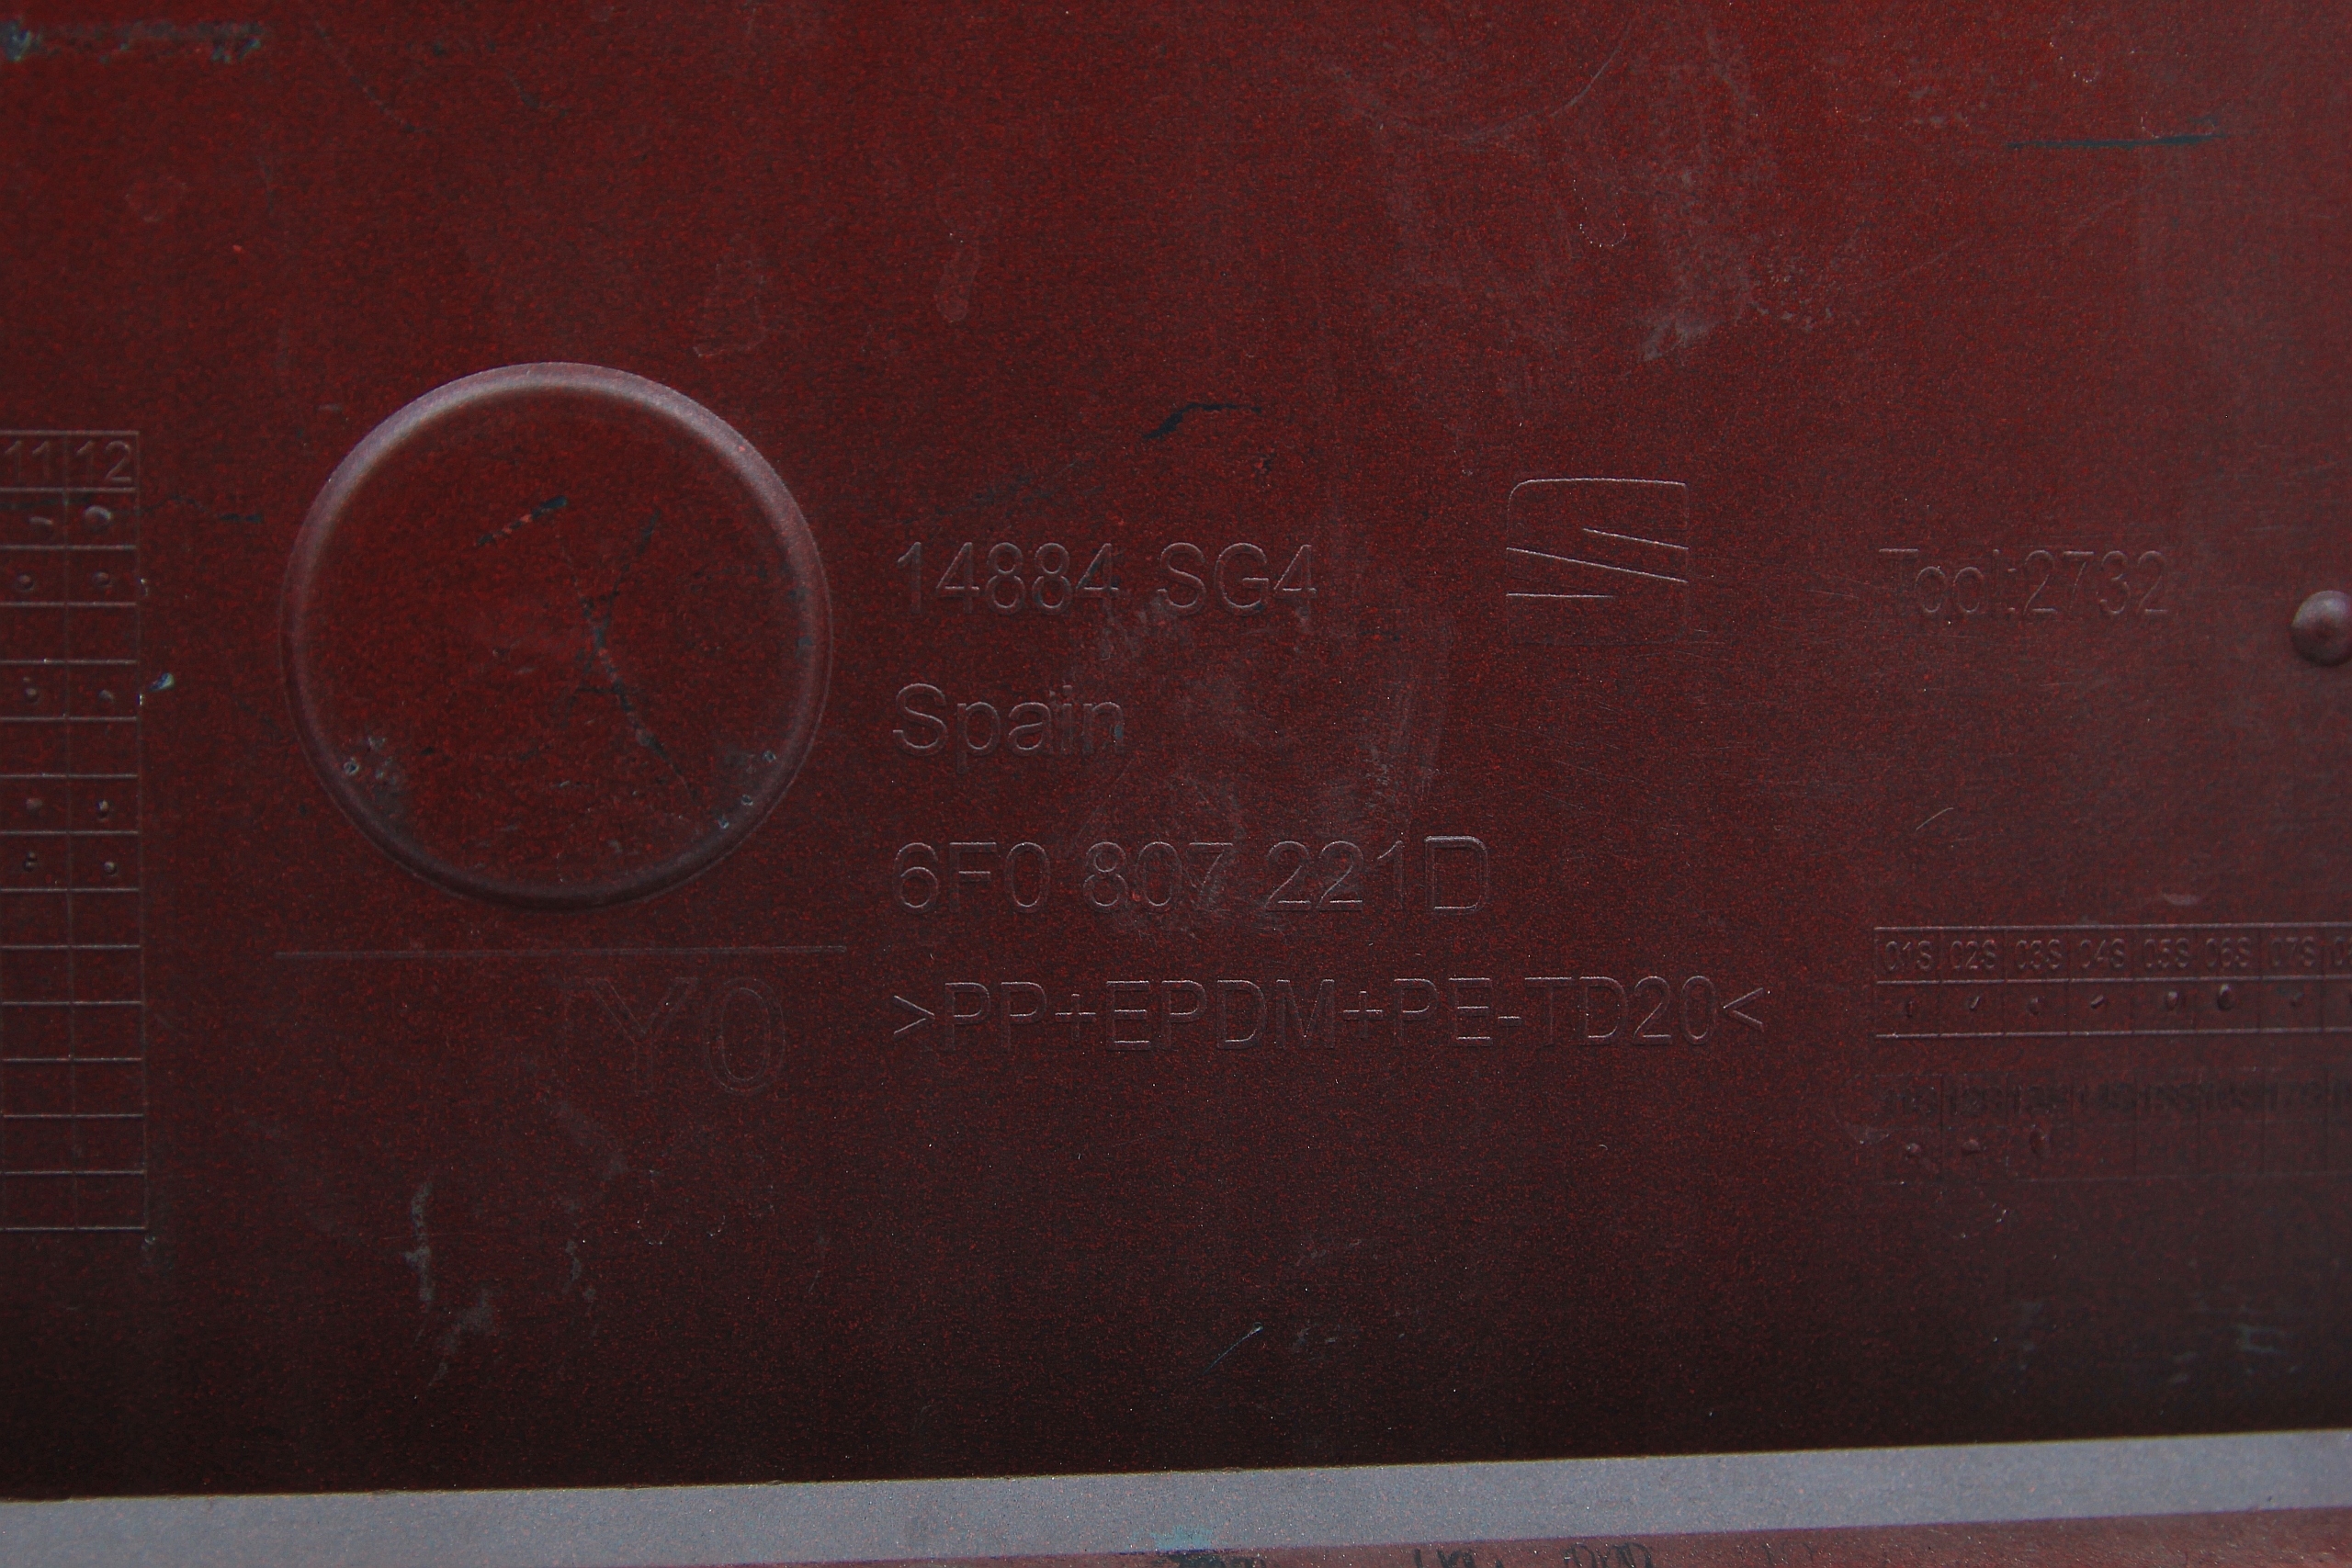 11 12
14884 SG4
Tool:2732
Spain
6F0 807 221D
Y0
>PP+EPDM+PE-TD20<
01S 02S 03S 04S 05S 06S 07S